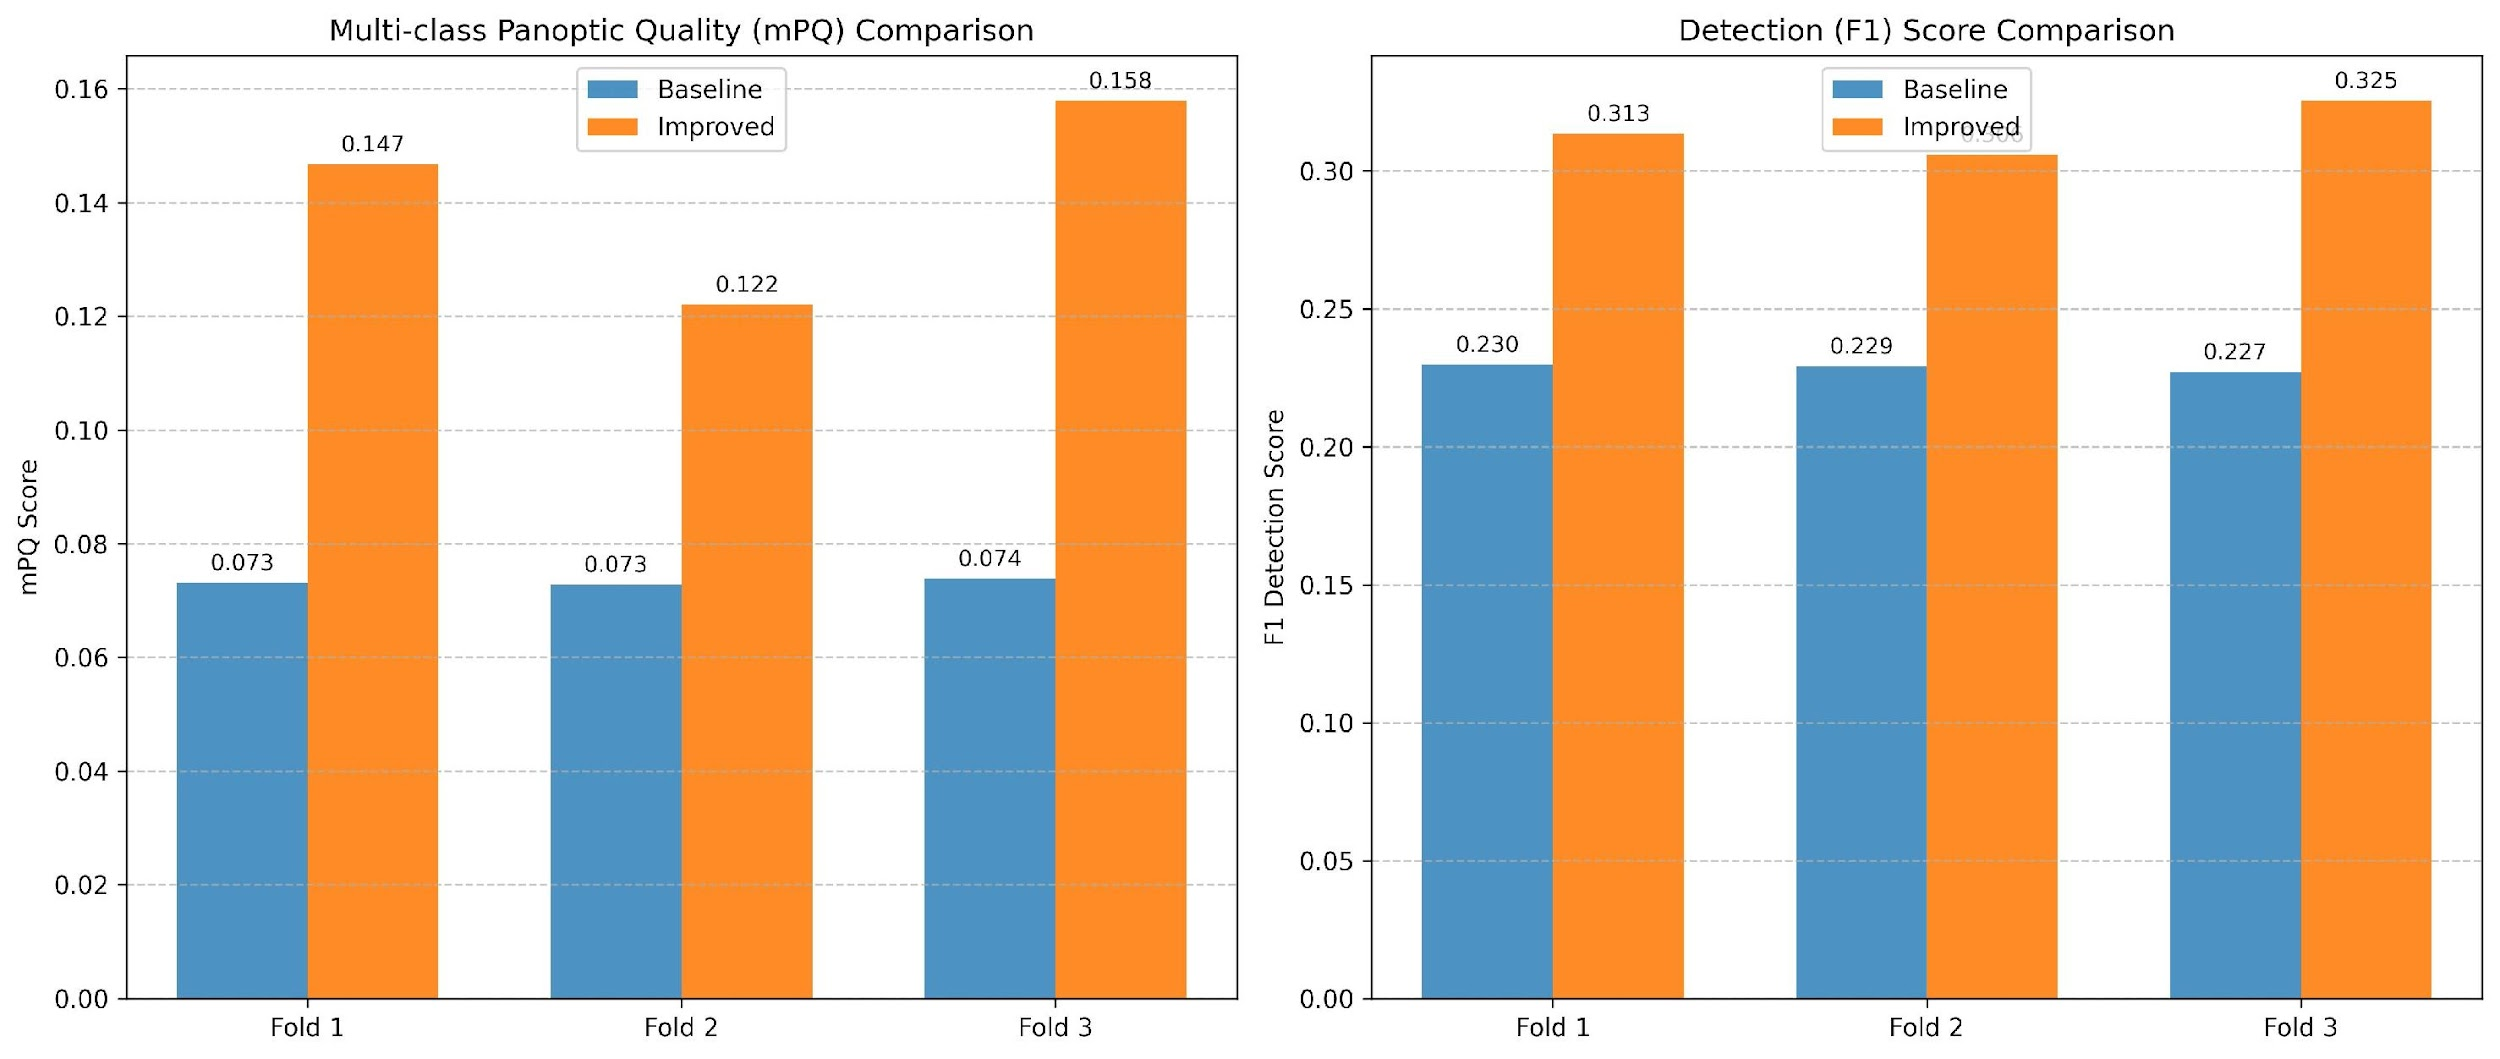 Multi-class Panoptic Quality (mPQ) Comparison
mPQ Score
0.16
0.14
0.12
0.10
0.08
0.06
0.04
0.02
0.00
Baseline
Improved
0.073
0.147
0.073
0.122
0.074
0.158
Fold 1
Fold 2
Fold 3
Detection (F1) Score Comparison
F1 Detection Score
0.30
0.25
0.20
0.15
0.10
0.05
0.00
Baseline
Improved
0.230
0.313
0.229
0.306
0.227
0.325
Fold 1
Fold 2
Fold 3